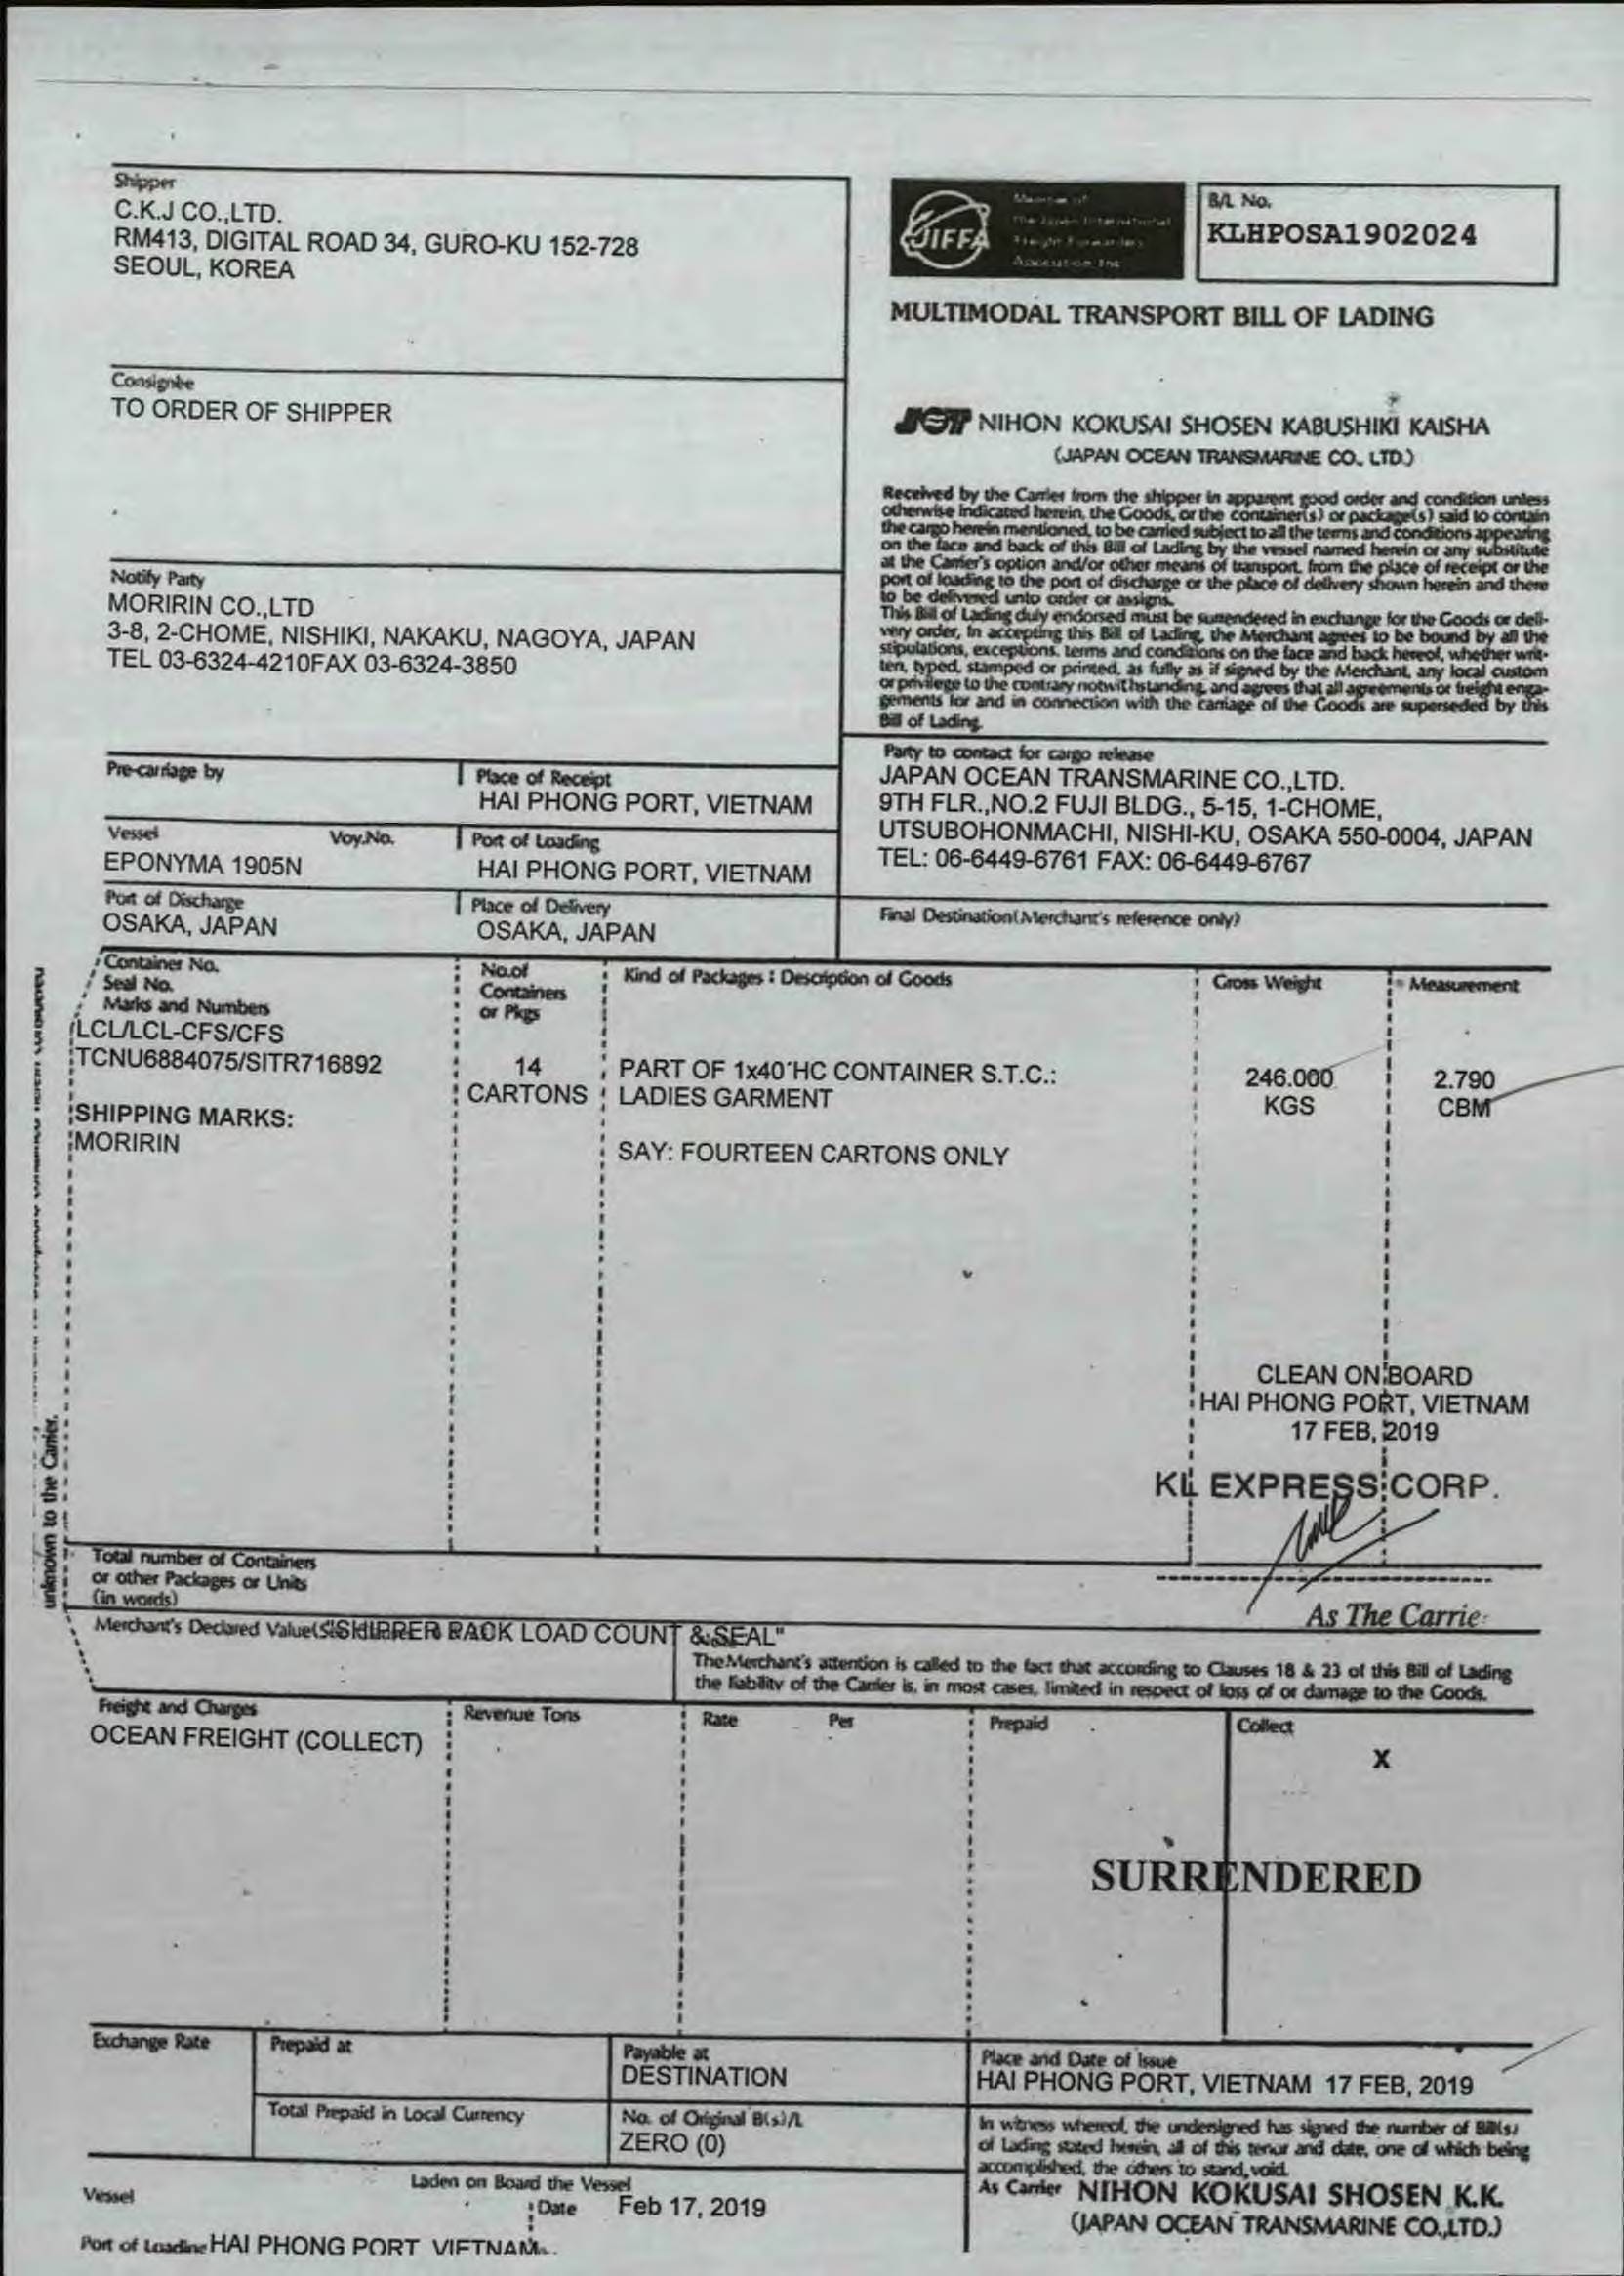 Shipper
C.K.J CO.,LTD.
RM413, DIGITAL ROAD 34, GURO-KU 152-728
SEOUL, KOREA
JIFFA
Member of
The Japan International
Freight Forwarders
Association Inc
B/L No.
KLHPOSA1902024
MULTIMODAL TRANSPORT BILL OF LADING
Consignee
TO ORDER OF SHIPPER
JOT NIHON KOKUSAI SHOSEN KABUSHIKI KAISHA
(JAPAN OCEAN TRANSMARINE CO., LTD.)
Received by the Carrier from the shipper in apparent good order and condition unless
otherwise indicated herein, the Goods, or the container(s) or package(s) said to contain
the cargo herein mentioned, to be carried subject to all the terms and conditions appearing
on the face and back of this Bill of Lading by the vessel named herein or any substitute
at the Carrier's option and/or other means of transport, from the place of receipt or the
port of loading to the port of discharge or the place of delivery shown herein and there
to be delivered unto order or assigns.
This Bill of Lading duly endorsed must be surrendered in exchange for the Goods or deli-
very order, In accepting this Bill of Lading, the Merchant agrees to be bound by all the
stipulations, exceptions, terms and conditions on the face and back hereof, whether writ-
ten, typed, stamped or printed, as fully as if signed by the Merchant, any local custom
or privilege to the contrary notwithstanding, and agrees that all agreements or freight enga-
gements for and in connection with the carriage of the Goods are superseded by this
Bill of Lading.
Notify Party
MORIRIN CO.,LTD
3-8, 2-CHOME, NISHIKI, NAKAKU, NAGOYA, JAPAN
TEL 03-6324-4210FAX 03-6324-3850
Party to contact for cargo release
JAPAN OCEAN TRANSMARINE CO.,LTD.
9TH FLR.,NO.2 FUJI BLDG., 5-15, 1-CHOME,
UTSUBOHONMACHI, NISHI-KU, OSAKA 550-0004, JAPAN
TEL: 06-6449-6761 FAX: 06-6449-6767
Pre-carriage by
Place of Receipt
HAI PHONG PORT, VIETNAM
Vessel Voy.No.
EPONYMA 1905N
Port of Loading
HAI PHONG PORT, VIETNAM
Port of Discharge
OSAKA, JAPAN
Place of Delivery
OSAKA, JAPAN
Final Destination(Merchant's reference only)
Container No.
Seal No.
Marks and Numbers
No.of
Containers
or Pkgs
Kind of Packages : Description of Goods
Gross Weight
Measurement
LCL/LCL-CFS/CFS
TCNU6884075/SITR716892
14
CARTONS
PART OF 1x40'HC CONTAINER S.T.C.:
LADIES GARMENT
246.000
KGS
2.790
CBM
SHIPPING MARKS:
MORIRIN
SAY: FOURTEEN CARTONS ONLY
CLEAN ON BOARD
HAI PHONG PORT, VIETNAM
17 FEB, 2019
KL EXPRESS CORP.
As The Carrie
unknown to the Carrier.
Total number of Containers
or other Packages or Units
(in words)
Merchant's Declared Value
"SHIPPER PACK LOAD COUNT & SEAL"
The Merchant's attention is called to the fact that according to Clauses 18 & 23 of this Bill of Lading
the liability of the Carrier is, in most cases, limited in respect of loss of or damage to the Goods.
Freight and Charges
OCEAN FREIGHT (COLLECT)
Revenue Tons
Rate Per
Prepaid
Collect
X
SURRENDERED
Exchange Rate
Prepaid at
Payable at
DESTINATION
Place and Date of Issue
HAI PHONG PORT, VIETNAM 17 FEB, 2019
Total Prepaid in Local Currency
No. of Original B(s)/L
ZERO (0)
In witness whereof, the undersigned has signed the number of Bill(s)
of Lading stated herein, all of this tenor and date, one of which being
accomplished, the others to stand, void.
As Carrier NIHON KOKUSAI SHOSEN K.K.
(JAPAN OCEAN TRANSMARINE CO.,LTD.)
Laden on Board the Vessel
Vessel
Date Feb 17, 2019
Port of Loading HAI PHONG PORT VIETNAM